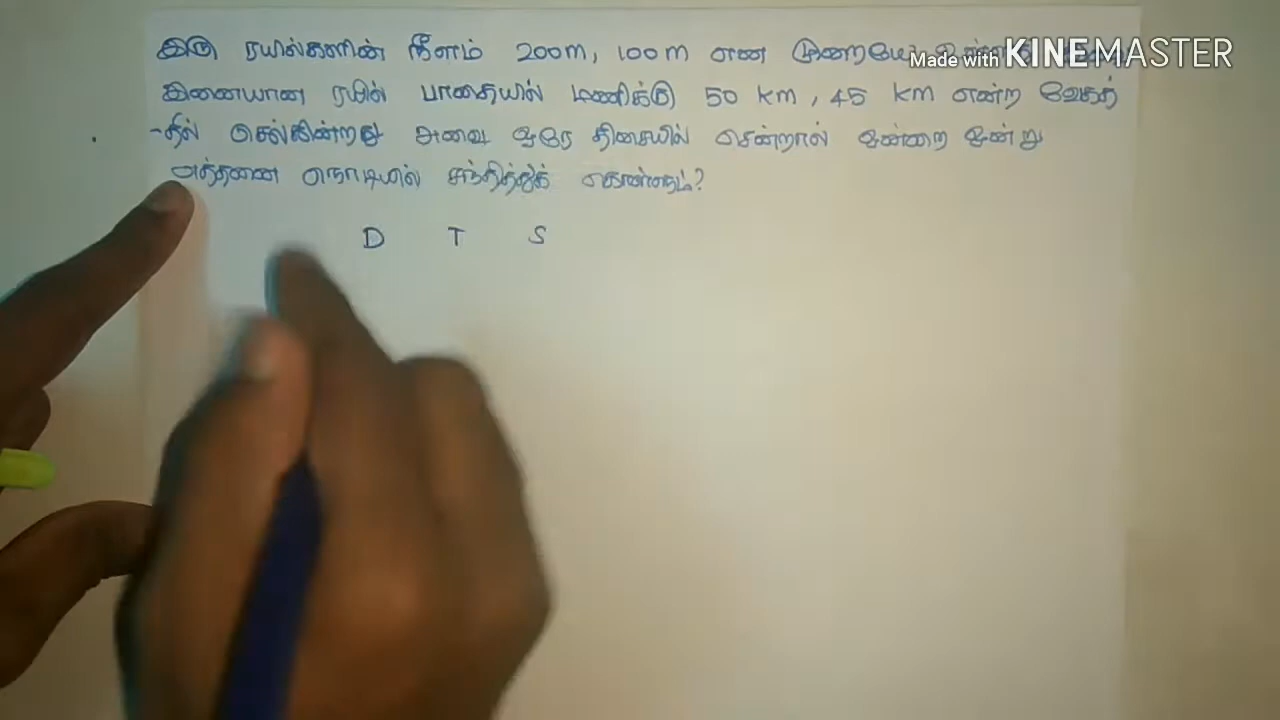 இரு ரயில்களின் நீளம் 200m, 100m என முறையே
Made with KINEMASTER
இணையான ரயில் பாதையில் மணிக்கு 50 km, 45 km என்ற வேகத்
-தில் செல்கின்றது அவை ஒரே திசையில் சென்றால் ஒன்றை ஒன்று
எத்தனை நொடியில் சந்தித்துக் கொள்ளும்?
D T S